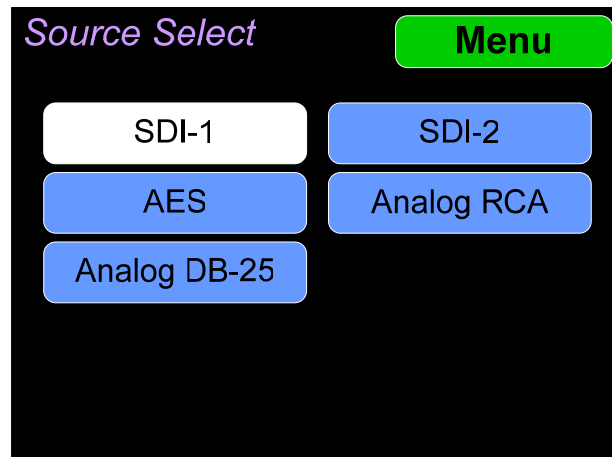 Source Select
Menu
SDI-1
SDI-2
AES
Analog RCA
Analog DB-25